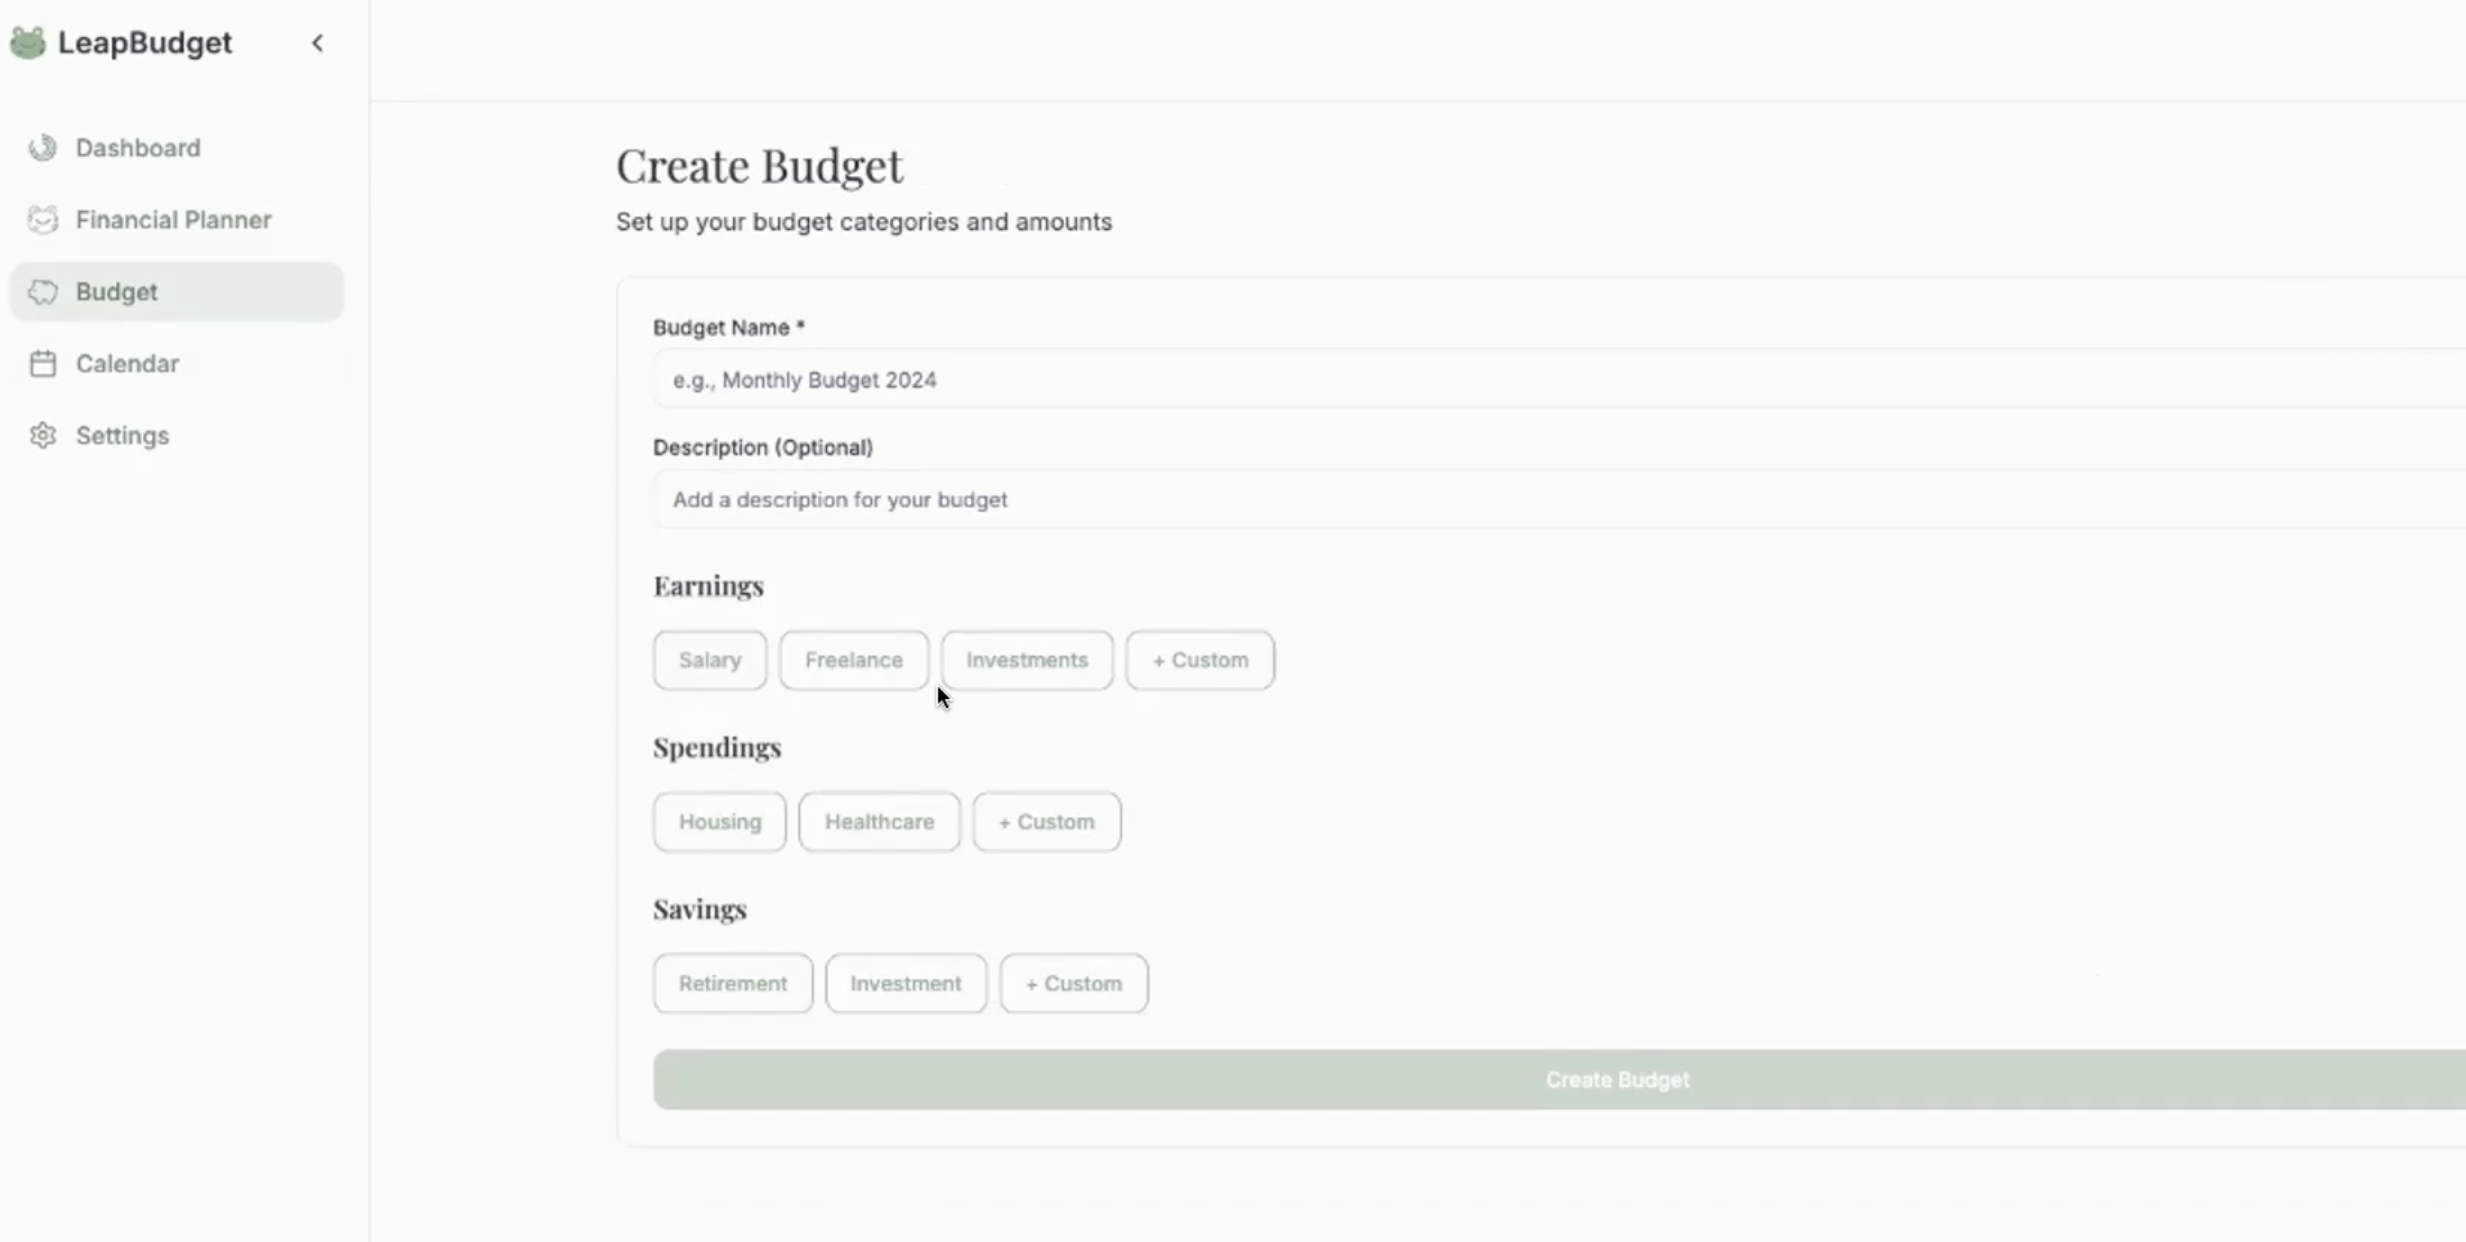 LeapBudget
Dashboard
Financial Planner
Budget
Calendar
Settings
Create Budget
Set up your budget categories and amounts
Budget Name *
e.g., Monthly Budget 2024
Description (Optional)
Add a description for your budget
Earnings
Salary Freelance Investments + Custom
Spendings
Housing Healthcare + Custom
Savings
Retirement Investment + Custom
Create Budget